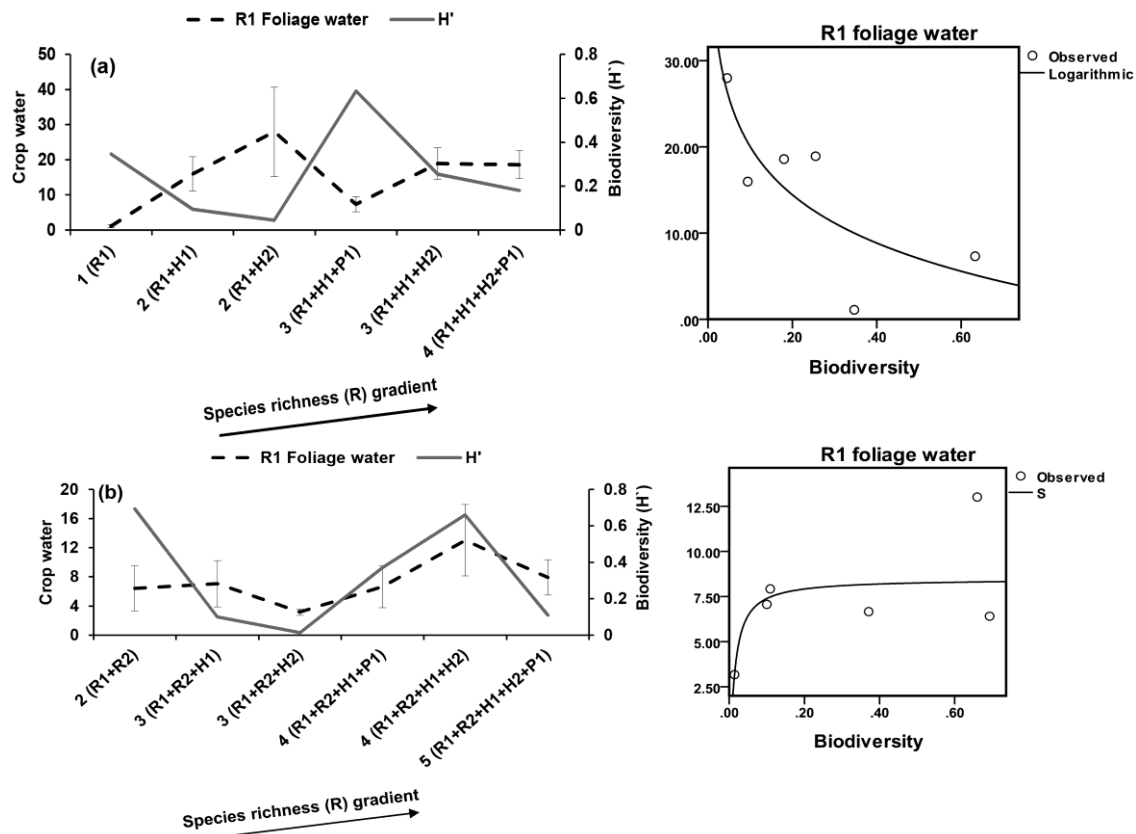 R1 Foliage water
H'
(a)
Crop water
50
40
30
20
10
0
Biodiversity (H`)
0.8
0.6
0.4
0.2
0
1 (R1)
2 (R1+H1)
2 (R1+H2)
3 (R1+H1+P1)
3 (R1+H1+H2)
4 (R1+H1+H2+P1)
Species richness (R) gradient
R1 foliage water
Observed
Logarithmic
30.00
20.00
10.00
.00
.00 .20 .40 .60
Biodiversity
R1 Foliage water
H'
(b)
Crop water
20
16
12
8
4
0
Biodiversity (H`)
0.8
0.6
0.4
0.2
0
2 (R1+R2)
3 (R1+R2+H1)
3 (R1+R2+H2)
4 (R1+R2+H1+P1)
4 (R1+R2+H1+H2)
5 (R1+R2+H1+H2+P1)
Species richness (R) gradient
R1 foliage water
Observed
S
12.50
10.00
7.50
5.00
2.50
.00 .20 .40 .60
Biodiversity